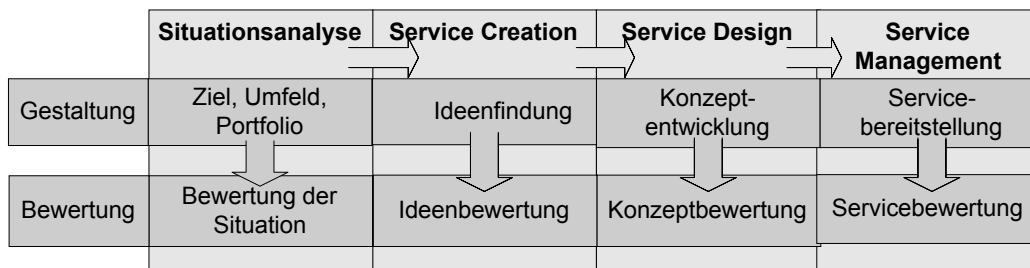 Situationsanalyse
Service Creation
Service Design
Service
Management
Gestaltung
Ziel, Umfeld,
Portfolio
Ideenfindung
Konzept-
entwicklung
Service-
bereitstellung
Bewertung
Bewertung der
Situation
Ideenbewertung
Konzeptbewertung
Servicebewertung